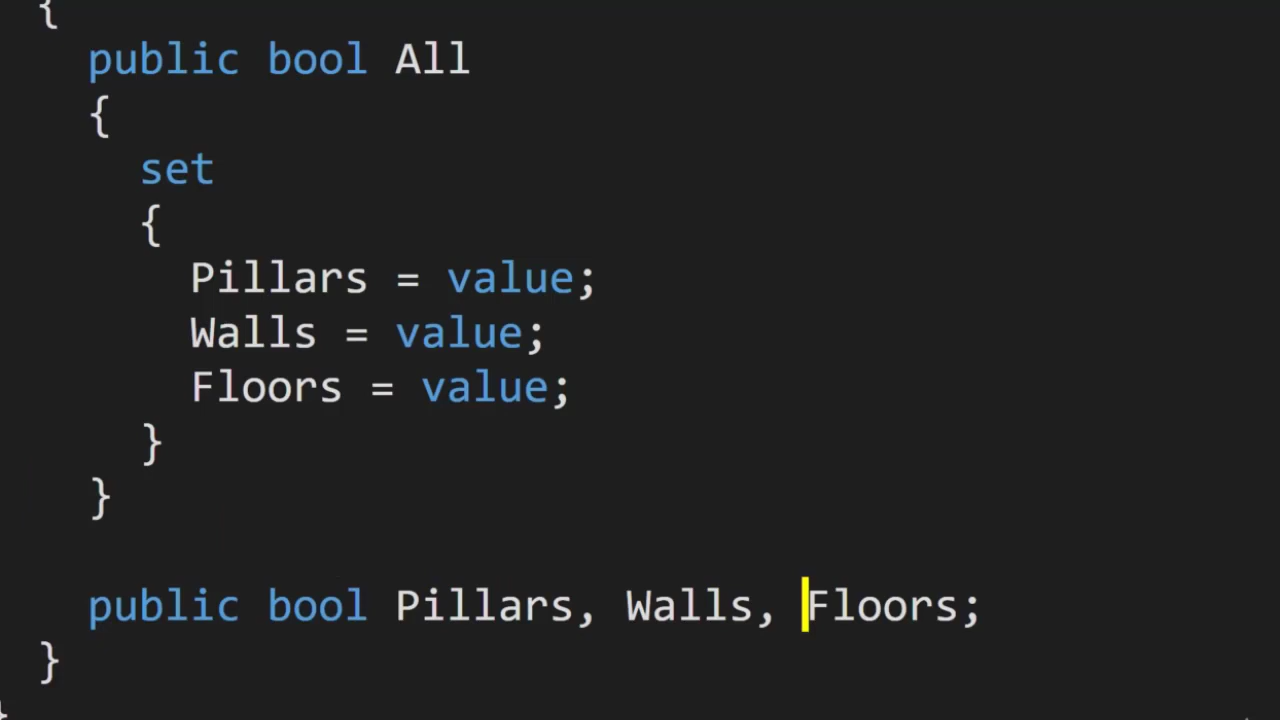 {
public bool All
{
set
{
Pillars = value;
Walls = value;
Floors = value;
}
}
public bool Pillars, Walls, Floors;
}
}